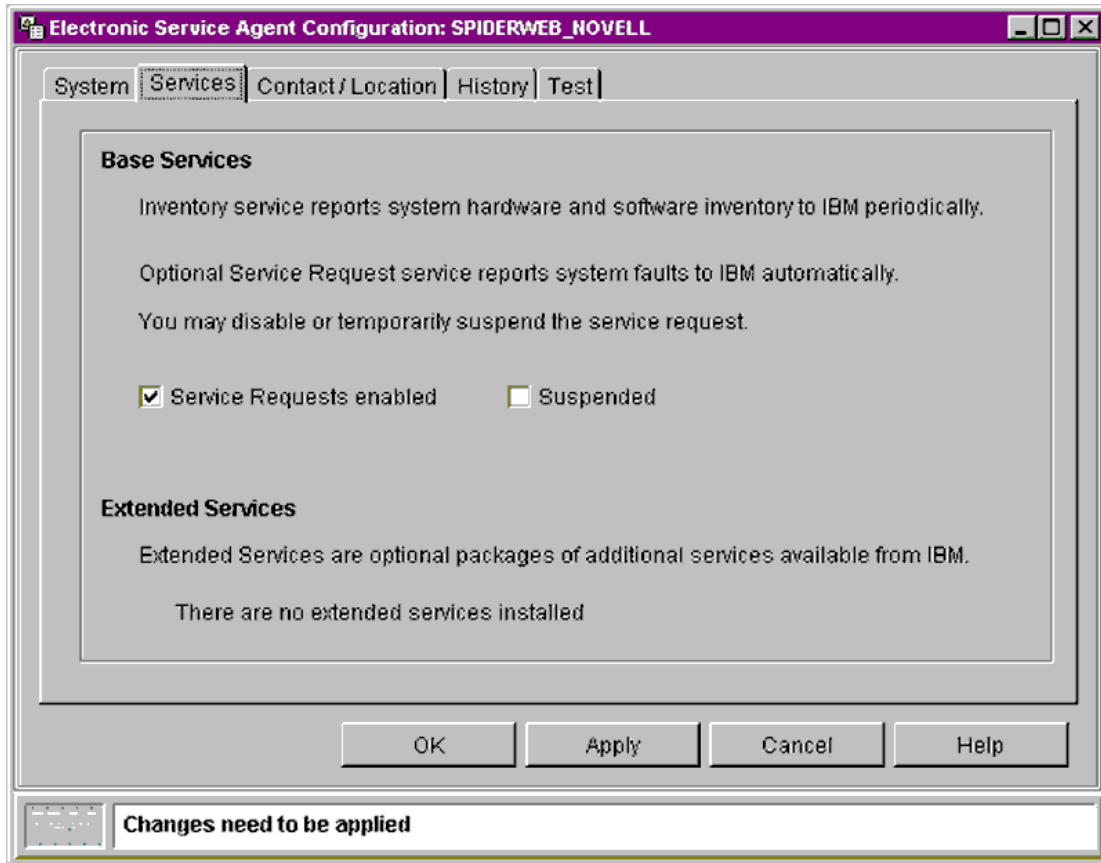 Electronic Service Agent Configuration: SPIDERWEB_NOVELL
System Services Contact / Location History Test
Base Services
Inventory service reports system hardware and software inventory to IBM periodically.
Optional Service Request service reports system faults to IBM automatically.
You may disable or temporarily suspend the service request.
Service Requests enabled Suspended
Extended Services
Extended Services are optional packages of additional services available from IBM.
There are no extended services installed
OK Apply Cancel Help
Changes need to be applied